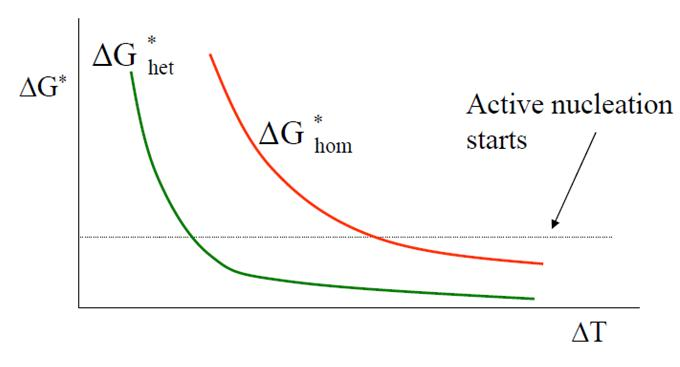 ΔG*het
ΔG*
ΔG*hom
Active nucleation
starts
ΔT